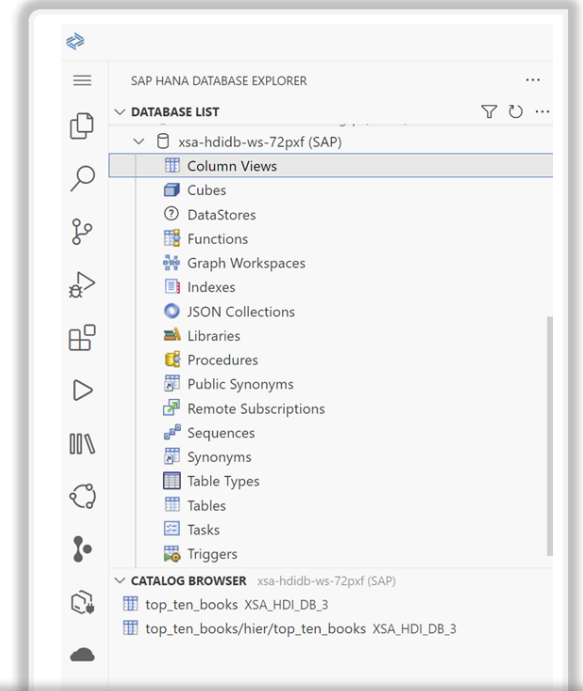 SAP HANA DATABASE EXPLORER
DATABASE LIST
xsa-hdidb-ws-72pxf (SAP)
Column Views
Cubes
DataStores
Functions
Graph Workspaces
Indexes
JSON Collections
Libraries
Procedures
Public Synonyms
Remote Subscriptions
Sequences
Synonyms
Table Types
Tables
Tasks
Triggers
CATALOG BROWSER xsa-hdidb-ws-72pxf (SAP)
top_ten_books XSA_HDI_DB_3
top_ten_books/hier/top_ten_books XSA_HDI_DB_3